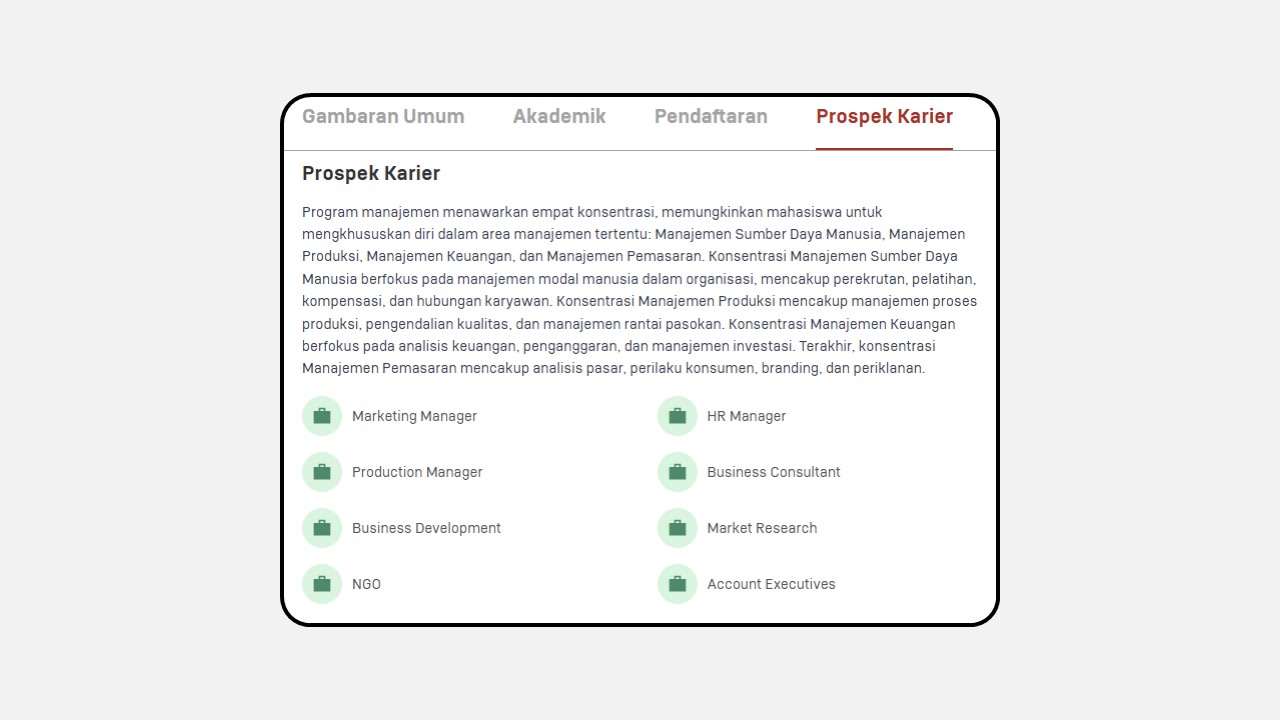 Gambaran Umum Akademik Pendaftaran Prospek Karier
Prospek Karier
Program manajemen menawarkan empat konsentrasi, memungkinkan mahasiswa untuk
mengkhususkan diri dalam area manajemen tertentu: Manajemen Sumber Daya Manusia, Manajemen
Produksi, Manajemen Keuangan, dan Manajemen Pemasaran. Konsentrasi Manajemen Sumber Daya
Manusia berfokus pada manajemen modal manusia dalam organisasi, mencakup perekrutan, pelatihan,
kompensasi, dan hubungan karyawan. Konsentrasi Manajemen Produksi mencakup manajemen proses
produksi, pengendalian kualitas, dan manajemen rantai pasokan. Konsentrasi Manajemen Keuangan
berfokus pada analisis keuangan, penganggaran, dan manajemen investasi. Terakhir, konsentrasi
Manajemen Pemasaran mencakup analisis pasar, perilaku konsumen, branding, dan periklanan.
Marketing Manager HR Manager
Production Manager Business Consultant
Business Development Market Research
NGO Account Executives